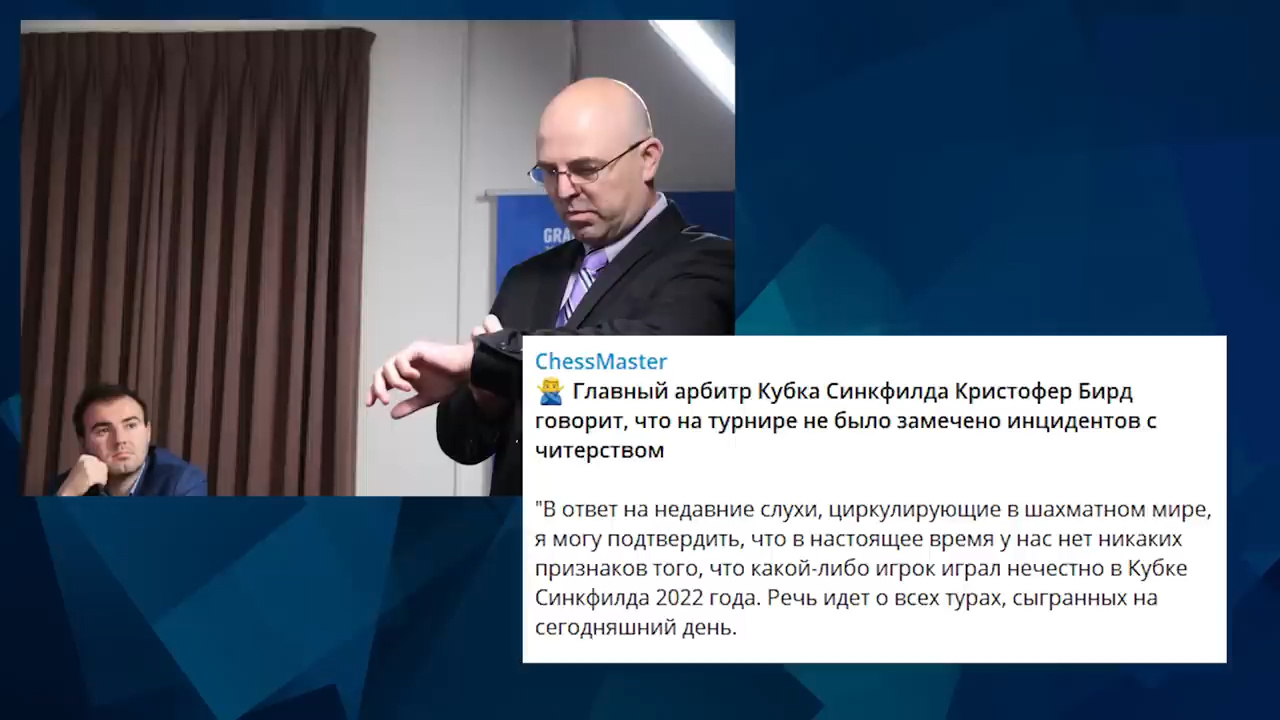 GRA
ChessMaster
🙅‍♂️ Главный арбитр Кубка Синкфилда Кристофер Бирд
говорит, что на турнире не было замечено инцидентов с
читерством
"В ответ на недавние слухи, циркулирующие в шахматном мире,
я могу подтвердить, что в настоящее время у нас нет никаких
признаков того, что какой-либо игрок играл нечестно в Кубке
Синкфилда 2022 года. Речь идет о всех турах, сыгранных на
сегодняшний день.